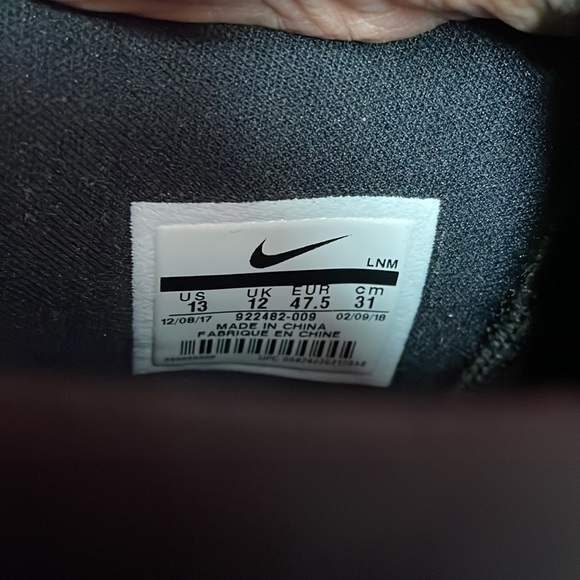 LNM
US UK EUR cm
13 12 47.5 31
12/08/17 922482-009 02/09/18
MADE IN CHINA
FABRIQUE EN CHINE
UPC